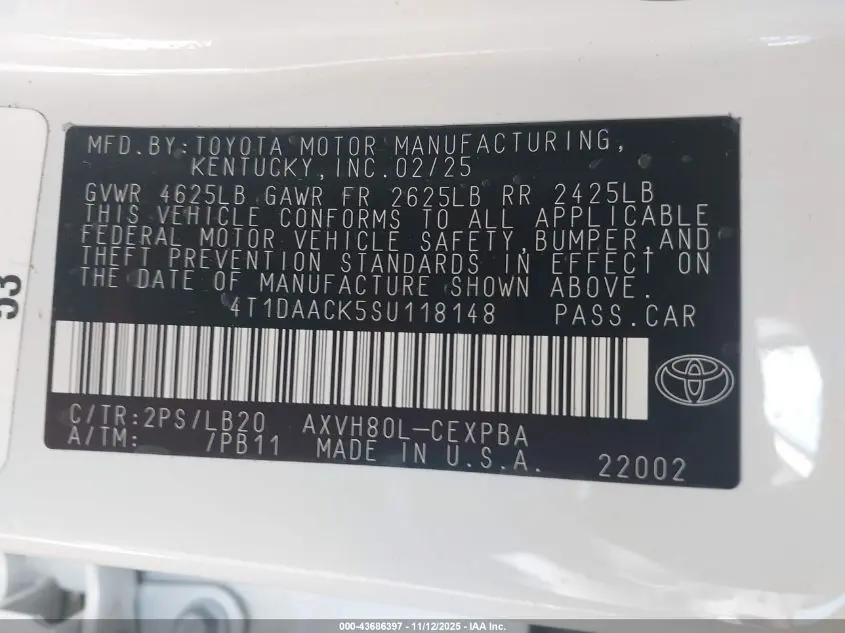 MFD.BY:TOYOTA MOTOR MANUFACTURING,
KENTUCKY,INC.02/25
GVWR 4625LB GAWR FR 2625LB RR 2425LB
THIS VEHICLE CONFORMS TO ALL APPLICABLE
FEDERAL MOTOR VEHICLE SAFETY,BUMPER,AND
THEFT PREVENTION STANDARDS IN EFFECT ON
THE DATE OF MANUFACTURE SHOWN ABOVE.
4T1DAACK5SU118148 PASS.CAR
C/TR:2PS/LB20 AXVH80L-CEXPBA
A/TM: /PB11 MADE IN U.S.A. 22002
53
000-43686397 - 11/12/2025 - IAA Inc.